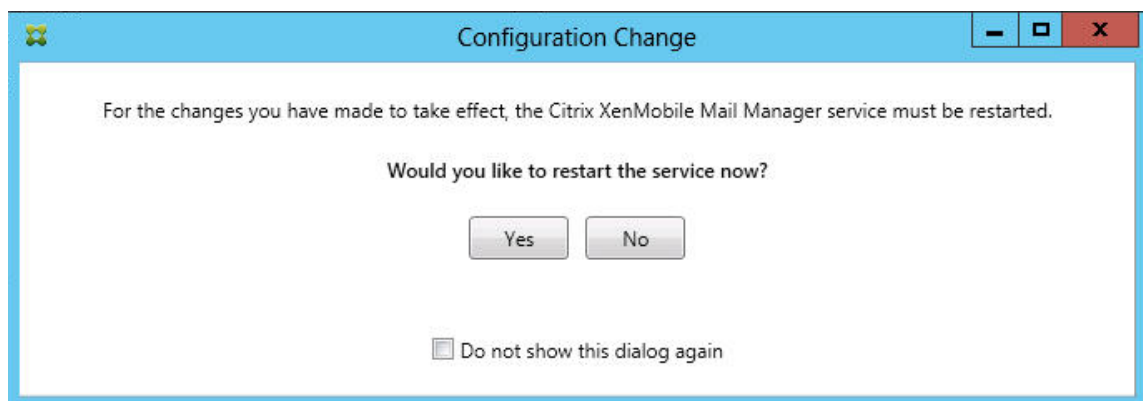 Configuration Change
For the changes you have made to take effect, the Citrix XenMobile Mail Manager service must be restarted.
Would you like to restart the service now?
Yes No
Do not show this dialog again